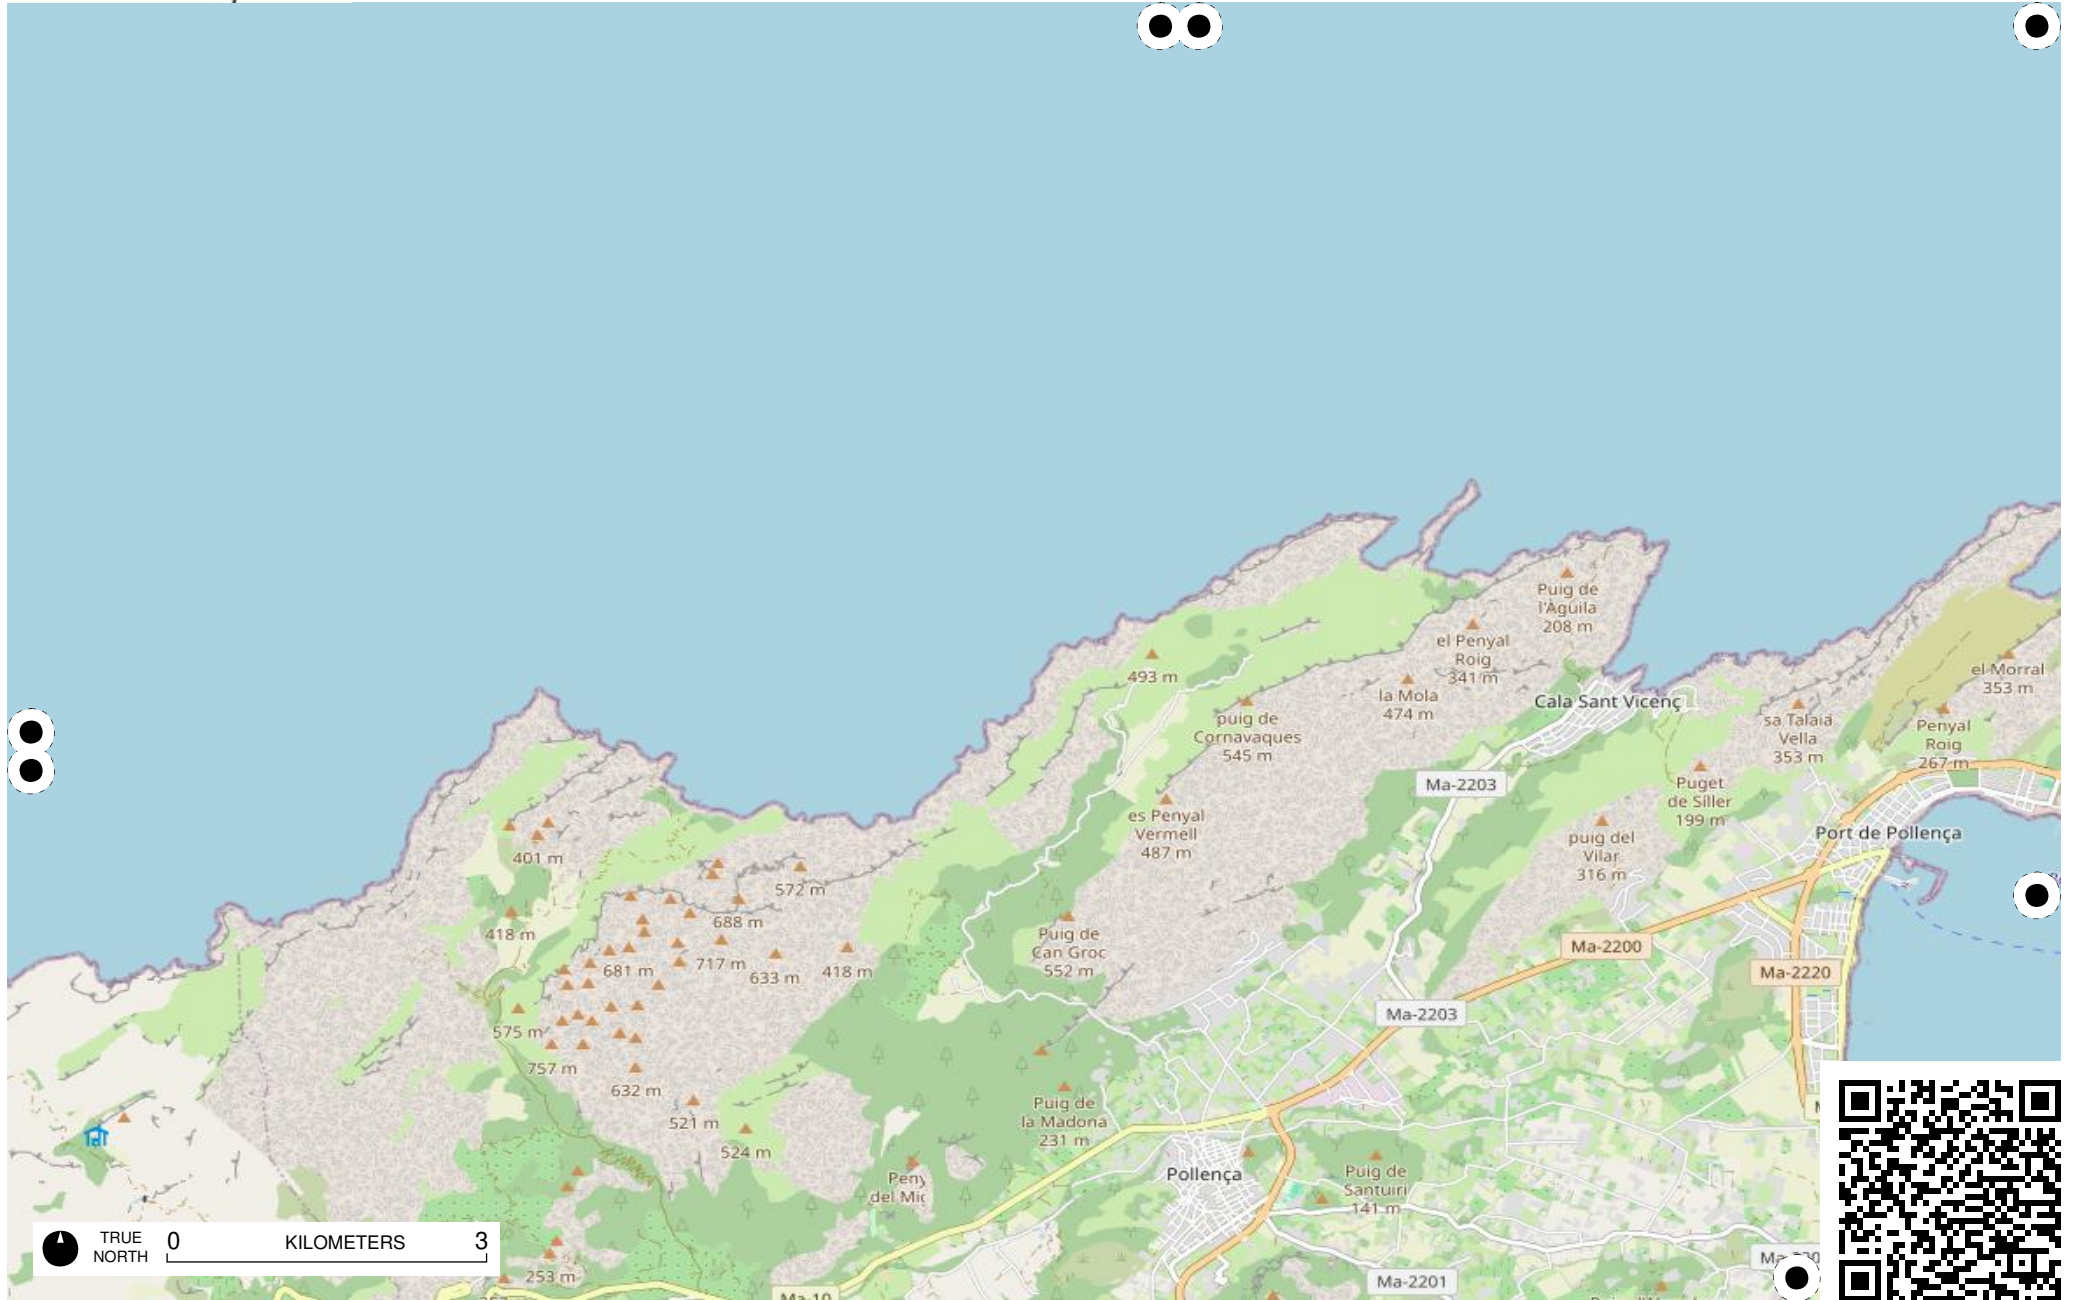 Puig de
l'Àguila
208 m
el Penyal
Roig
341 m
493 m
la Mola
474 m
Cala Sant Vicenç
el Morral
353 m
puig de
Cornavaques
545 m
sa Talaia
Vella
353 m
Penyal
Roig
267 m
Ma-2203
Puget
de Síller
199 m
es Penyal
Vermell
487 m
puig del
Vilar
316 m
Port de Pollença
401 m
572 m
688 m
418 m
Puig de
Can Groc
552 m
681 m
717 m
633 m
418 m
Ma-2200
Ma-2220
Ma-2203
575 m
757 m
632 m
521 m
524 m
Puig de
la Madona
231 m
Pollença
Puig de
Santuiri
141 m
del
TRUE
NORTH
0
KILOMETERS
3
253 m
Ma-10
Ma-2201